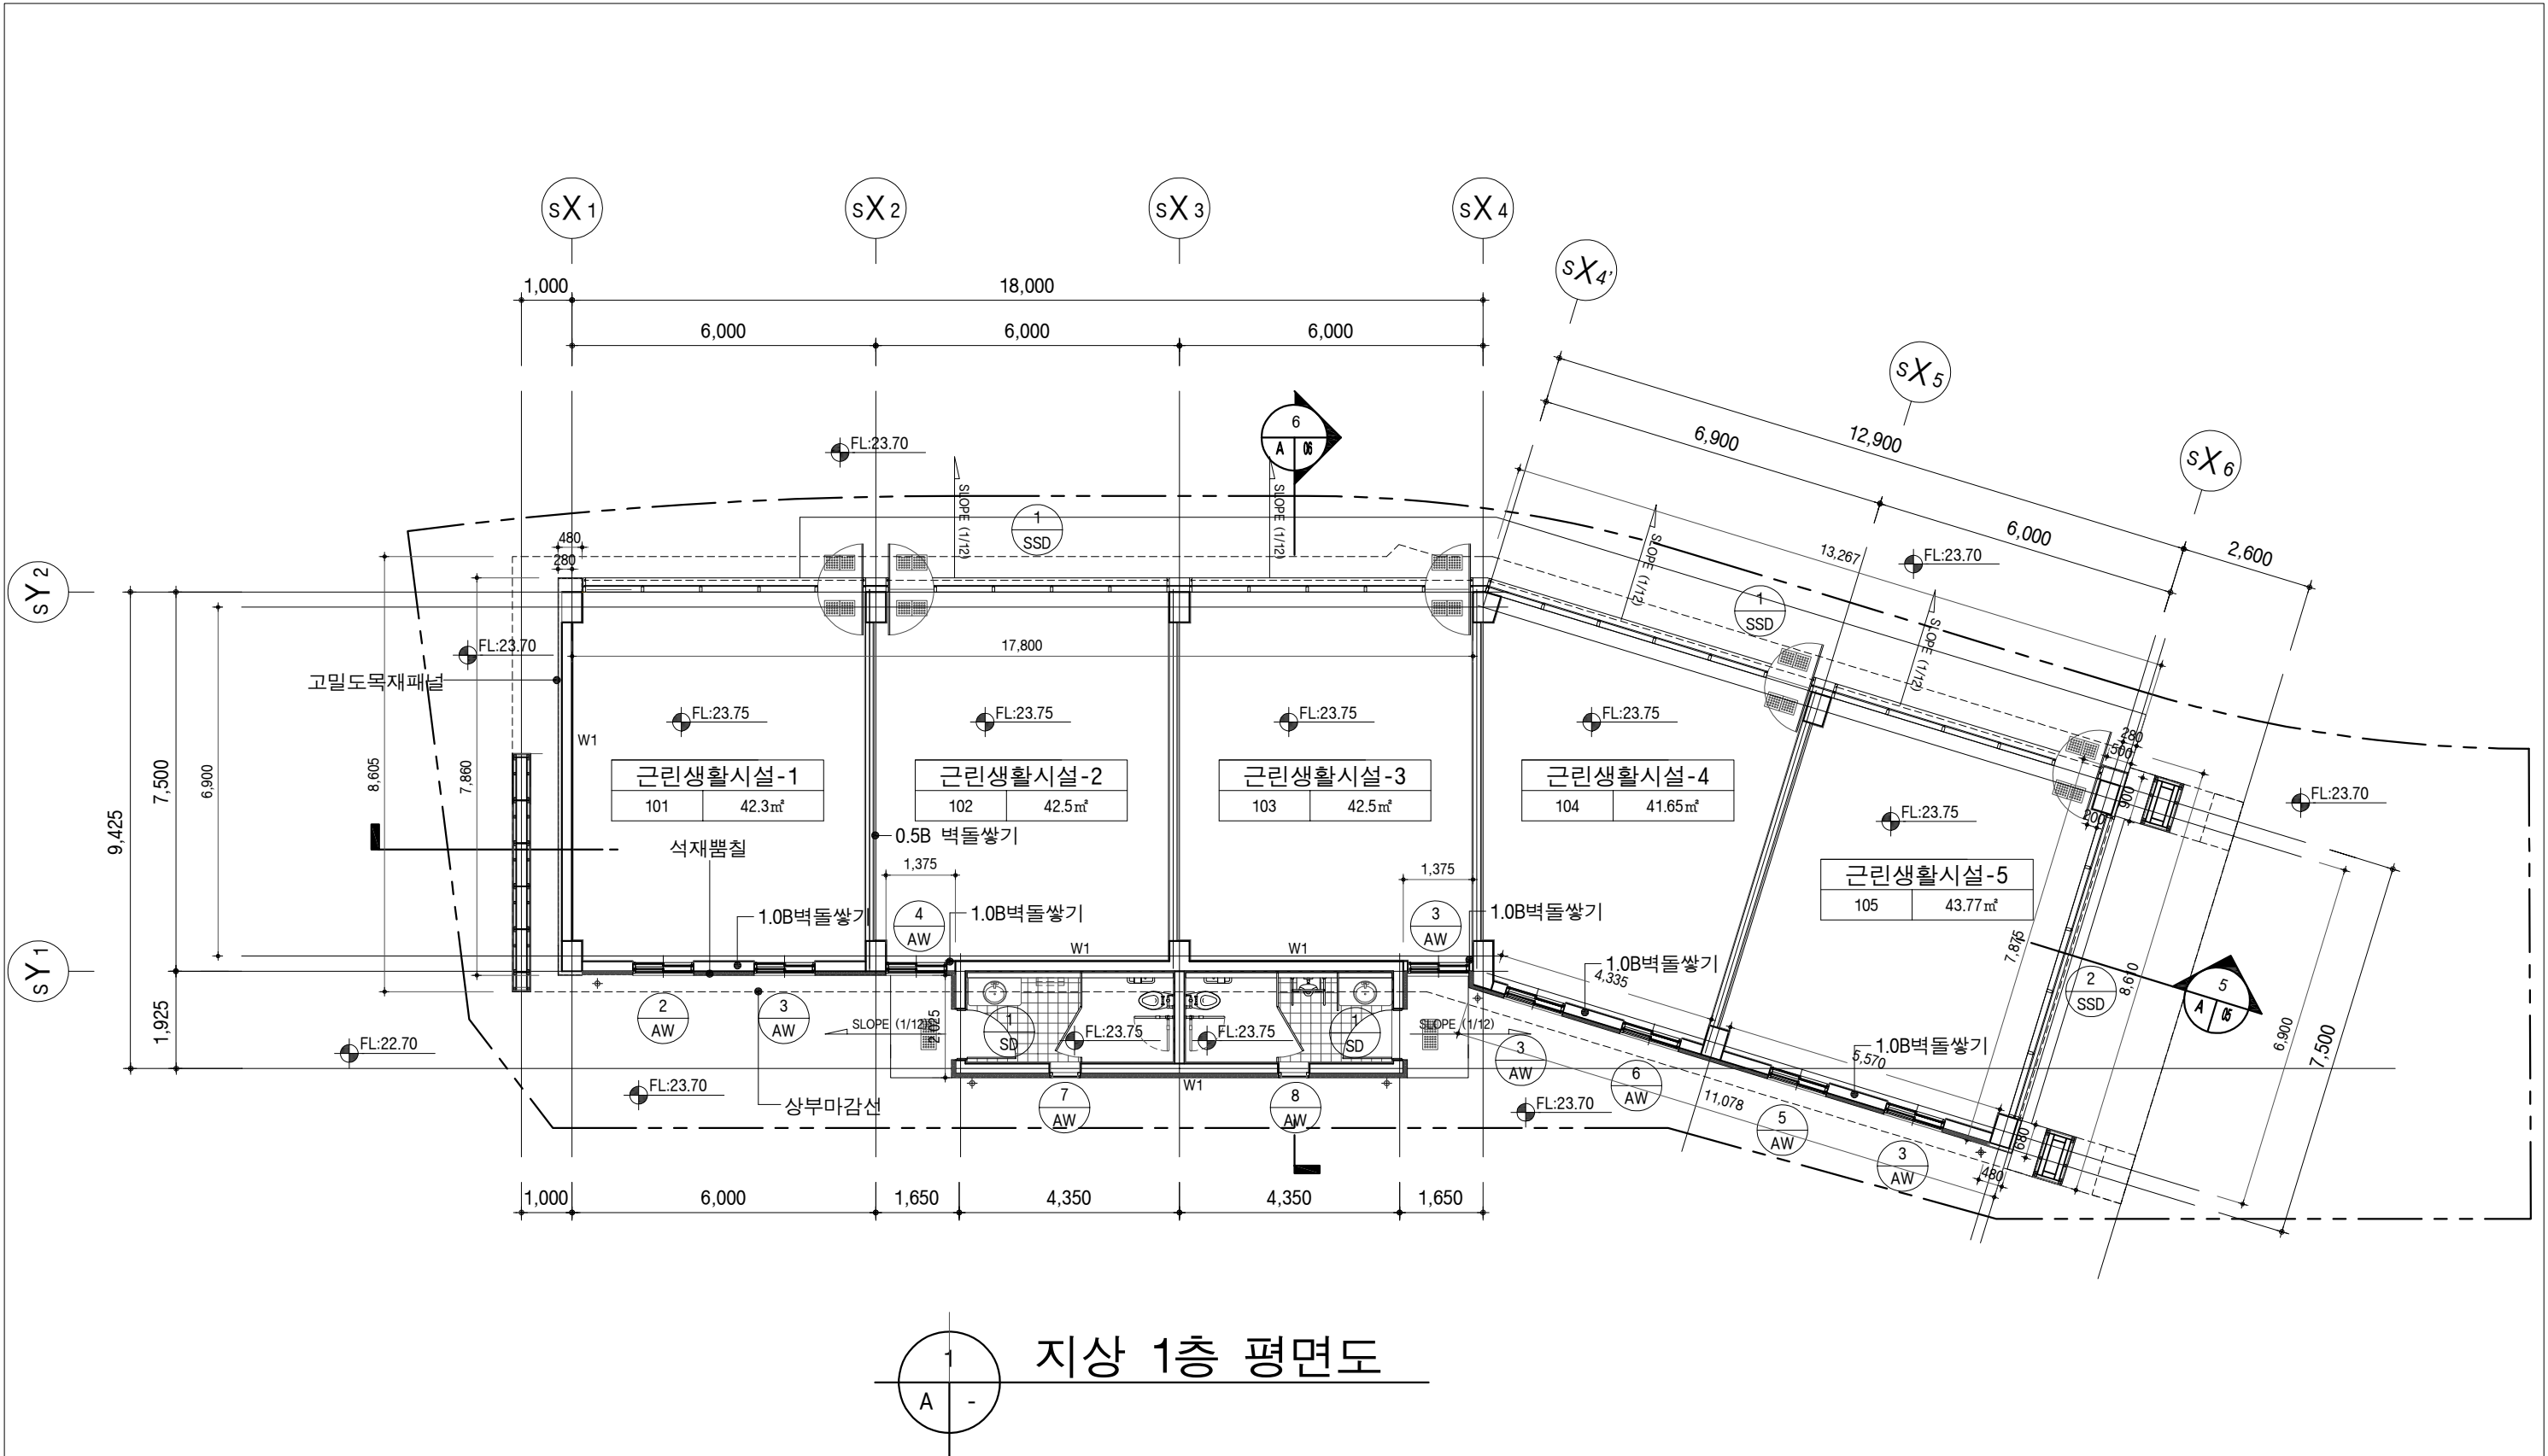 sX1
sX2
sX3
sX4
sX4'
sX5
sX6
1,000
18,000
6,000
6,000
6,000
12,900
6,900
6,000
2,600
13,267
6
A 06
FL:23.70
SLOPE (1/12)
SLOPE (1/12)
SLOPE (1/12)
SLOPE (1/12)
1
SSD
1
SSD
FL:23.70
480
280
sY2
FL:23.70
고밀도목재패널
17,800
FL:23.75
FL:23.75
FL:23.75
FL:23.75
W1
9,425
7,500
6,900
8,605
7,860
근린생활시설-1
101 42.3㎡
근린생활시설-2
102 42.5㎡
근린생활시설-3
103 42.5㎡
근린생활시설-4
104 41.65㎡
280
500
900
200
FL:23.70
FL:23.75
근린생활시설-5
105 43.77㎡
0.5B 벽돌쌓기
석재뿜칠
1,375
1,375
1.0B벽돌쌓기
4
AW
1.0B벽돌쌓기
3
AW
1.0B벽돌쌓기
W1
W1
sY1
1.0B벽돌쌓기
4,335
7,875
2
SSD
8,610
5
A 05
6,900
7,500
1,925
2
AW
3
AW
SLOPE (1/12)
2,025
1
SD
FL:23.75
FL:23.75
1
SD
SLOPE (1/12)
3
AW
1.0B벽돌쌓기
5,570
FL:22.70
FL:23.70
상부마감선
7
AW
W1
8
AW
FL:23.70
6
AW
11,078
5
AW
3
AW
680
480
1,000
6,000
1,650
4,350
4,350
1,650
1
A -
지상 1층 평면도